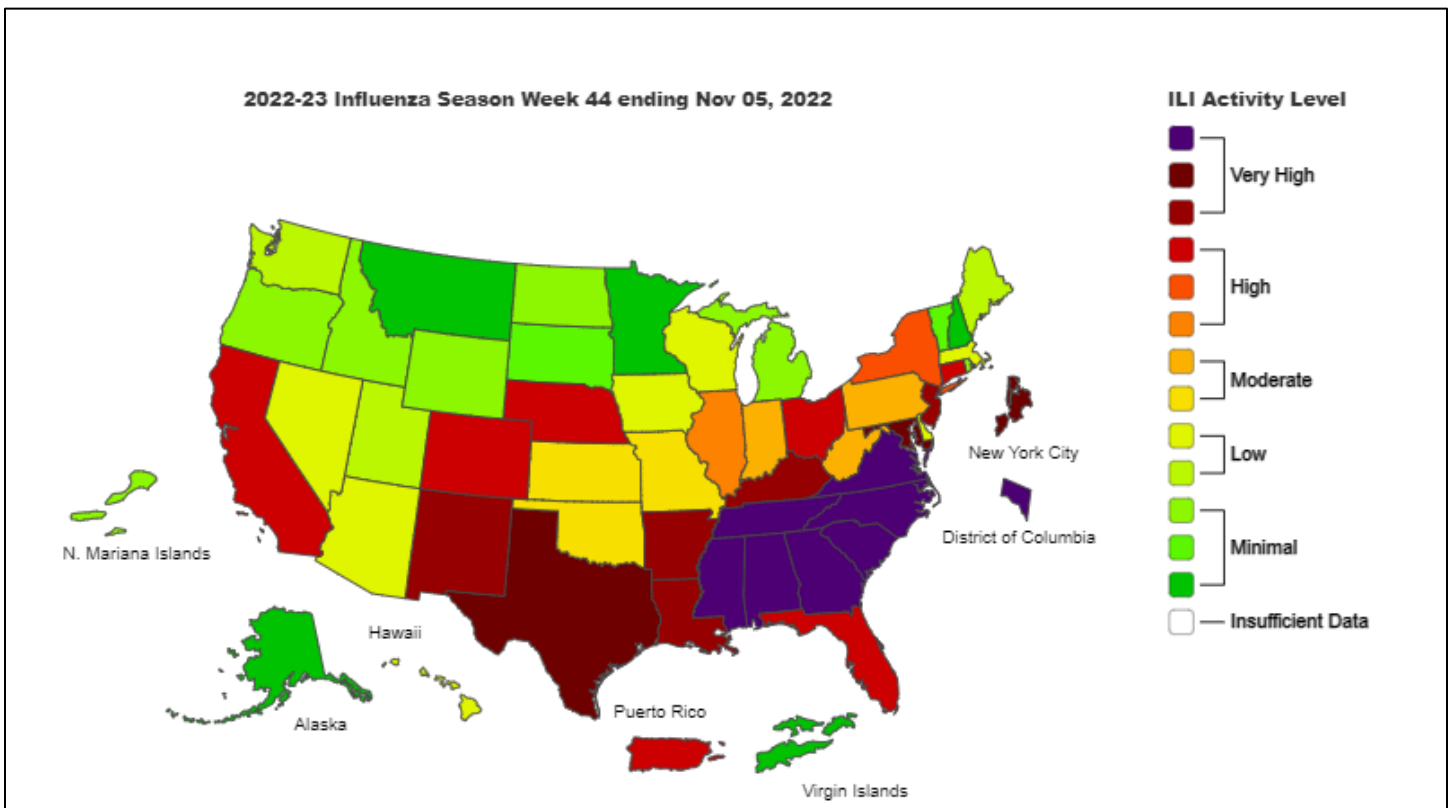 2022-23 Influenza Season Week 44 ending Nov 05, 2022
ILI Activity Level
Very High
High
Moderate
Low
Minimal
Insufficient Data
New York City
District of Columbia
N. Mariana Islands
Hawaii
Alaska
Puerto Rico
Virgin Islands